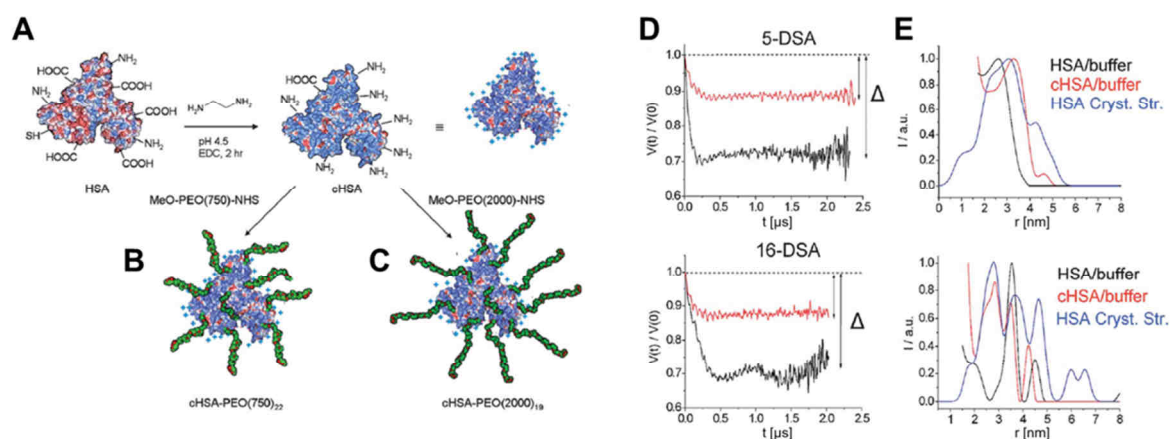 A
NH₂
HOOC
COOH
NH₂
NH₂
HOOC
COOH
SH
NH₂
HOOC
COOH
HSA
H₂N
NH₂
pH 4.5
EDC, 2 hr
NH₂
HOOC
NH₂
NH₂
NH₂
NH₂
NH₂
NH₂
cHSA
≡
MeO-PEO(750)-NHS
MeO-PEO(2000)-NHS
B
cHSA-PEO(750)₂₂
C
cHSA-PEO(2000)₁₉
D
5-DSA
V(t) / V(0)
1.0
0.9
0.8
0.7
0.6
Δ
0.0 0.5 1.0 1.5 2.0 2.5
t [µs]
16-DSA
V(t) / V(0)
1.0
0.9
0.8
0.7
0.6
Δ
0.0 0.5 1.0 1.5 2.0 2.5
t [µs]
E
HSA/buffer
cHSA/buffer
HSA Cryst. Str.
I / a.u.
1.0
0.8
0.6
0.4
0.2
0.0
0 1 2 3 4 5 6 7 8
r [nm]
HSA/buffer
cHSA/buffer
HSA Cryst. Str.
I / a.u.
1.0
0.8
0.6
0.4
0.2
0.0
0 1 2 3 4 5 6 7 8
r [nm]